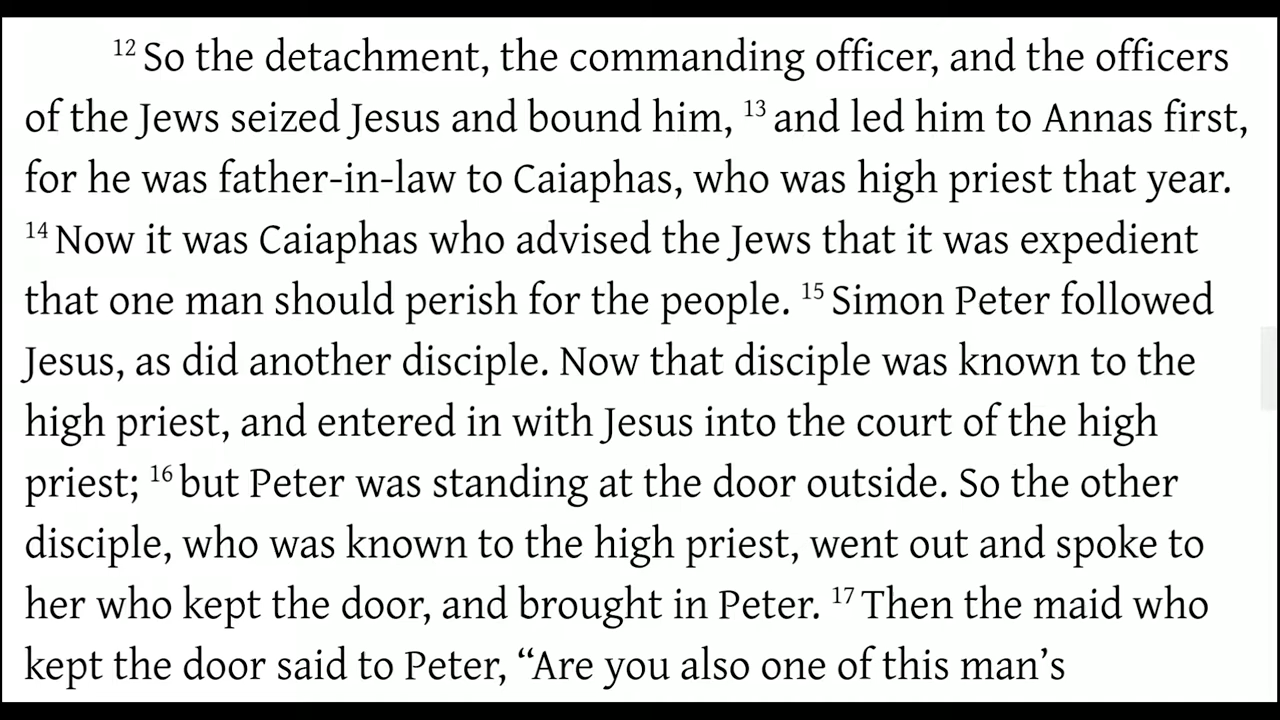 12 So the detachment, the commanding officer, and the officers
of the Jews seized Jesus and bound him, 13 and led him to Annas first,
for he was father-in-law to Caiaphas, who was high priest that year.
14 Now it was Caiaphas who advised the Jews that it was expedient
that one man should perish for the people. 15 Simon Peter followed
Jesus, as did another disciple. Now that disciple was known to the
high priest, and entered in with Jesus into the court of the high
priest; 16 but Peter was standing at the door outside. So the other
disciple, who was known to the high priest, went out and spoke to
her who kept the door, and brought in Peter. 17 Then the maid who
kept the door said to Peter, “Are you also one of this man’s